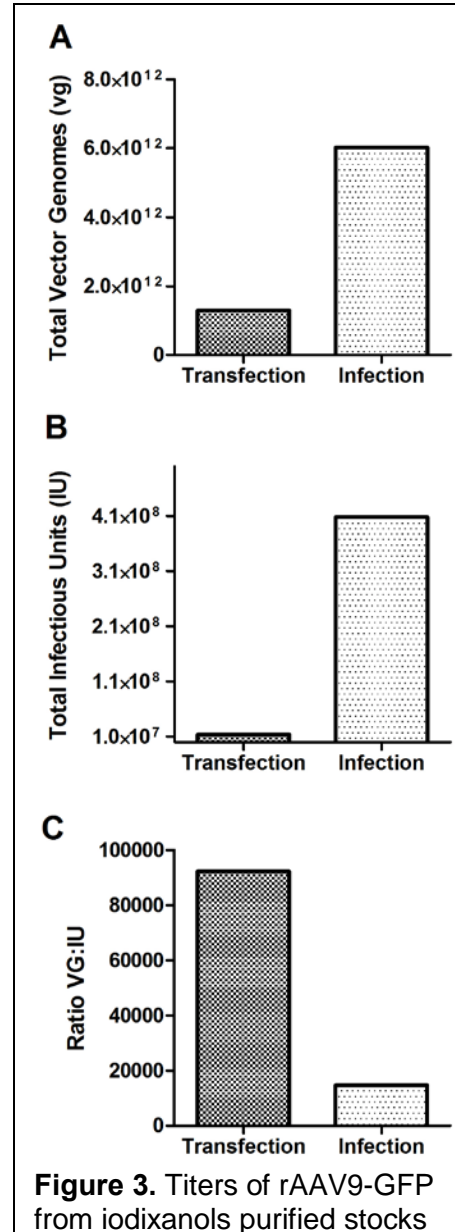 A
Total Vector Genomes (vg)
8.0×10¹²
6.0×10¹²
4.0×10¹²
2.0×10¹²
0
Transfection Infection
B
Total Infectious Units (IU)
4.1×10⁸
3.1×10⁸
2.1×10⁸
1.1×10⁸
1.0×10⁷
Transfection Infection
C
Ratio VG:IU
100000
80000
60000
40000
20000
0
Transfection Infection
Figure 3. Titers of rAAV9-GFP
from iodixanols purified stocks